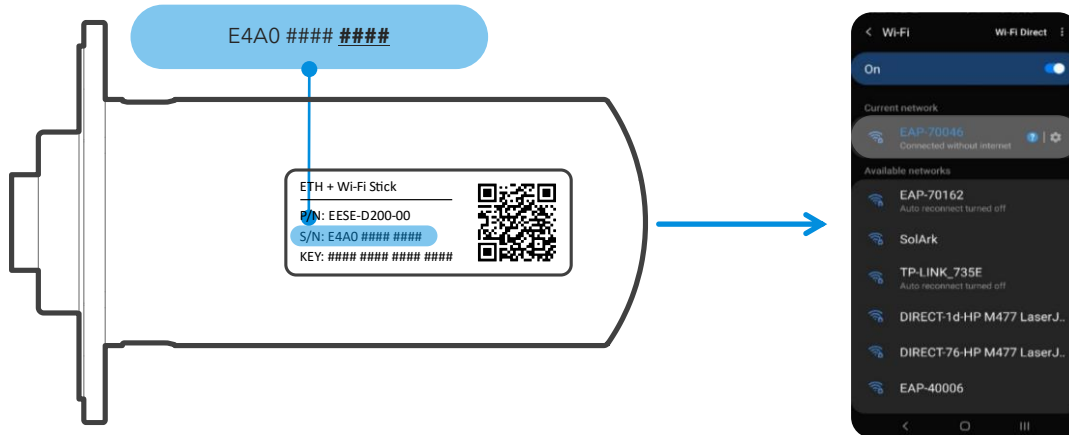 E4A0 #### ####
ETH + Wi-Fi Stick
P/N: EESE-D200-00
S/N: E4A0 #### ####
KEY: #### #### #### ####
Wi-Fi
Wi-Fi Direct
On
Current network
EAP-70046
Connected without internet
Available networks
EAP-70162
Auto reconnect turned off
SolArk
TP-LINK_735E
Auto reconnect turned off
DIRECT-1d-HP M477 LaserJ..
DIRECT-76-HP M477 LaserJ..
EAP-40006